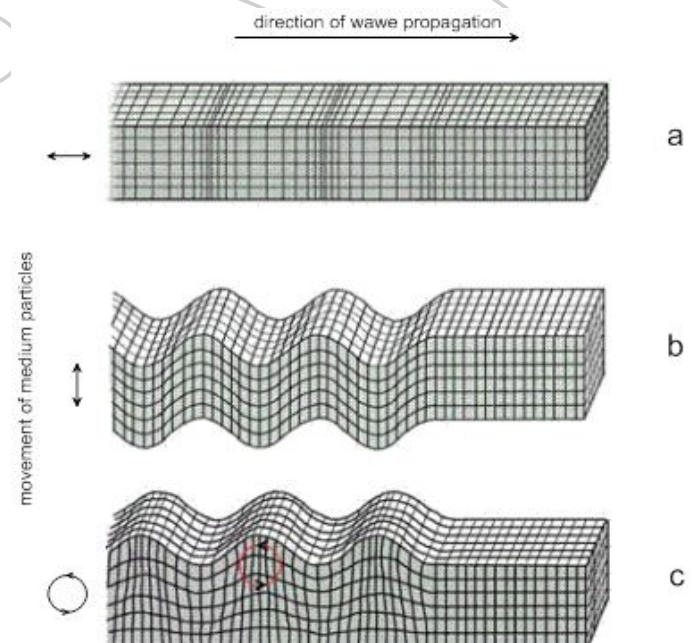 direction of wawe propagation
a
movement of medium particles
b
c